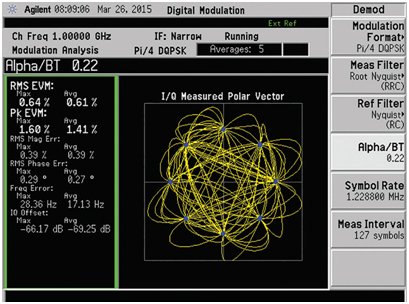 Agilent 08:09:06 Mar 26, 2015 Digital Modulation
Demod
Ext Ref
Ch Freq 1.00000 GHz IF: Narrow Running
Modulation Analysis Pi/4 DQPSK Averages: 5
Alpha/BT 0.22
RMS EVM:
Max Avg
0.64 % 0.61 %
Pk EVM:
Max Avg
1.60 % 1.41 %
RMS Mag Err:
Max Avg
0.39 % 0.39 %
RMS Phase Err:
Max Avg
0.29 ° 0.27 °
Freq Error:
Max Avg
28.36 Hz 17.13 Hz
IO Offset:
Max Avg
-66.17 dB -69.25 dB
I/Q Measured Polar Vector
Modulation
Format
Pi/4 DQPSK
Meas Filter
Root Nyquist
(RRC)
Ref Filter
Nyquist
(RC)
Alpha/BT
0.22
Symbol Rate
1.228800 MHz
Meas Interval
127 symbols